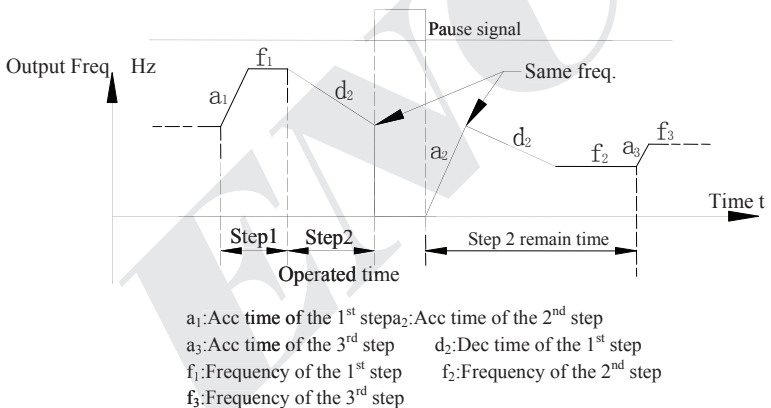 Pause signal
Output Freq Hz
f₁
Same freq.
a₁
d₂
f₃
a₂
d₂
f₂
a₃
Time t
Step1 Step2 Step 2 remain time
Operated time
a₁:Acc time of the 1ˢᵗ stepa₂:Acc time of the 2ⁿᵈ step
a₃:Acc time of the 3ʳᵈ step d₂:Dec time of the 1ˢᵗ step
f₁:Frequency of the 1ˢᵗ step f₂:Frequency of the 2ⁿᵈ step
f₃:Frequency of the 3ʳᵈ step